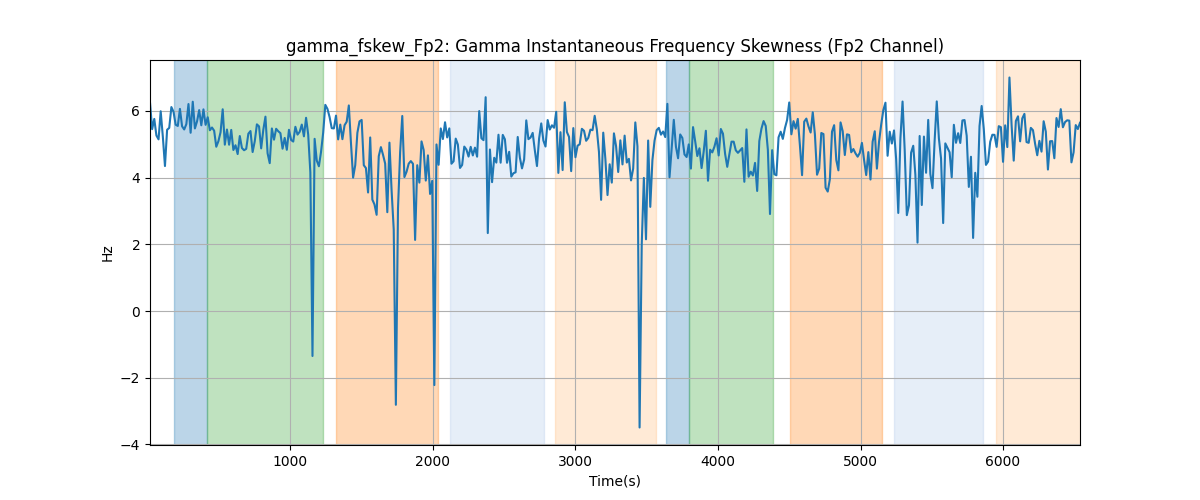 gamma_fskew_Fp2: Gamma Instantaneous Frequency Skewness (Fp2 Channel)
Hz
6
4
2
0
−2
−4
1000 2000 3000 4000 5000 6000
Time(s)